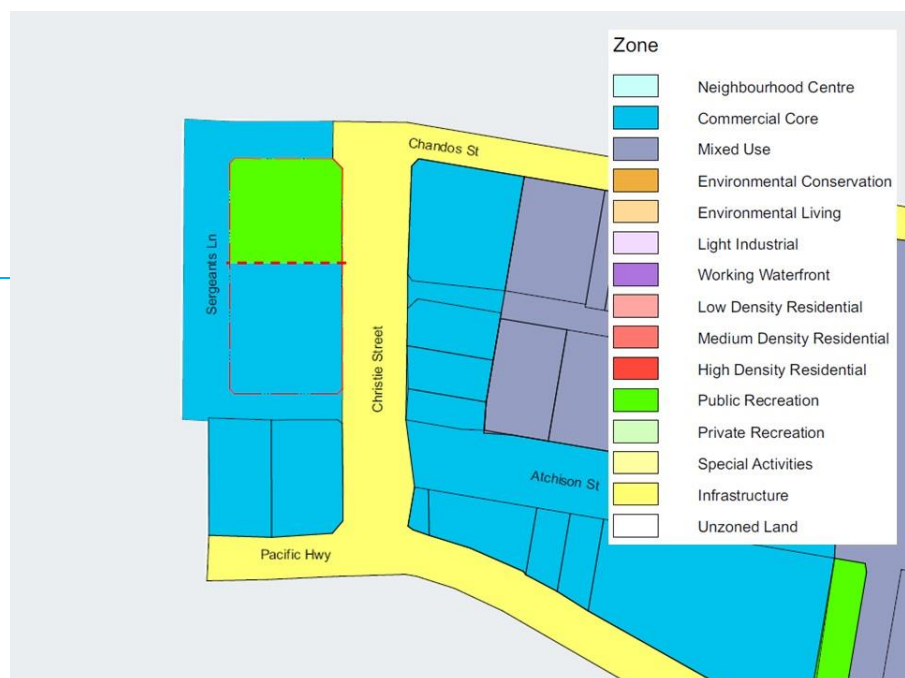 Zone
Neighbourhood Centre
Commercial Core
Mixed Use
Environmental Conservation
Environmental Living
Light Industrial
Working Waterfront
Low Density Residential
Medium Density Residential
High Density Residential
Public Recreation
Private Recreation
Special Activities
Infrastructure
Unzoned Land
Chandos St
Sergeants Ln
Christie Street
Atchison St
Pacific Hwy